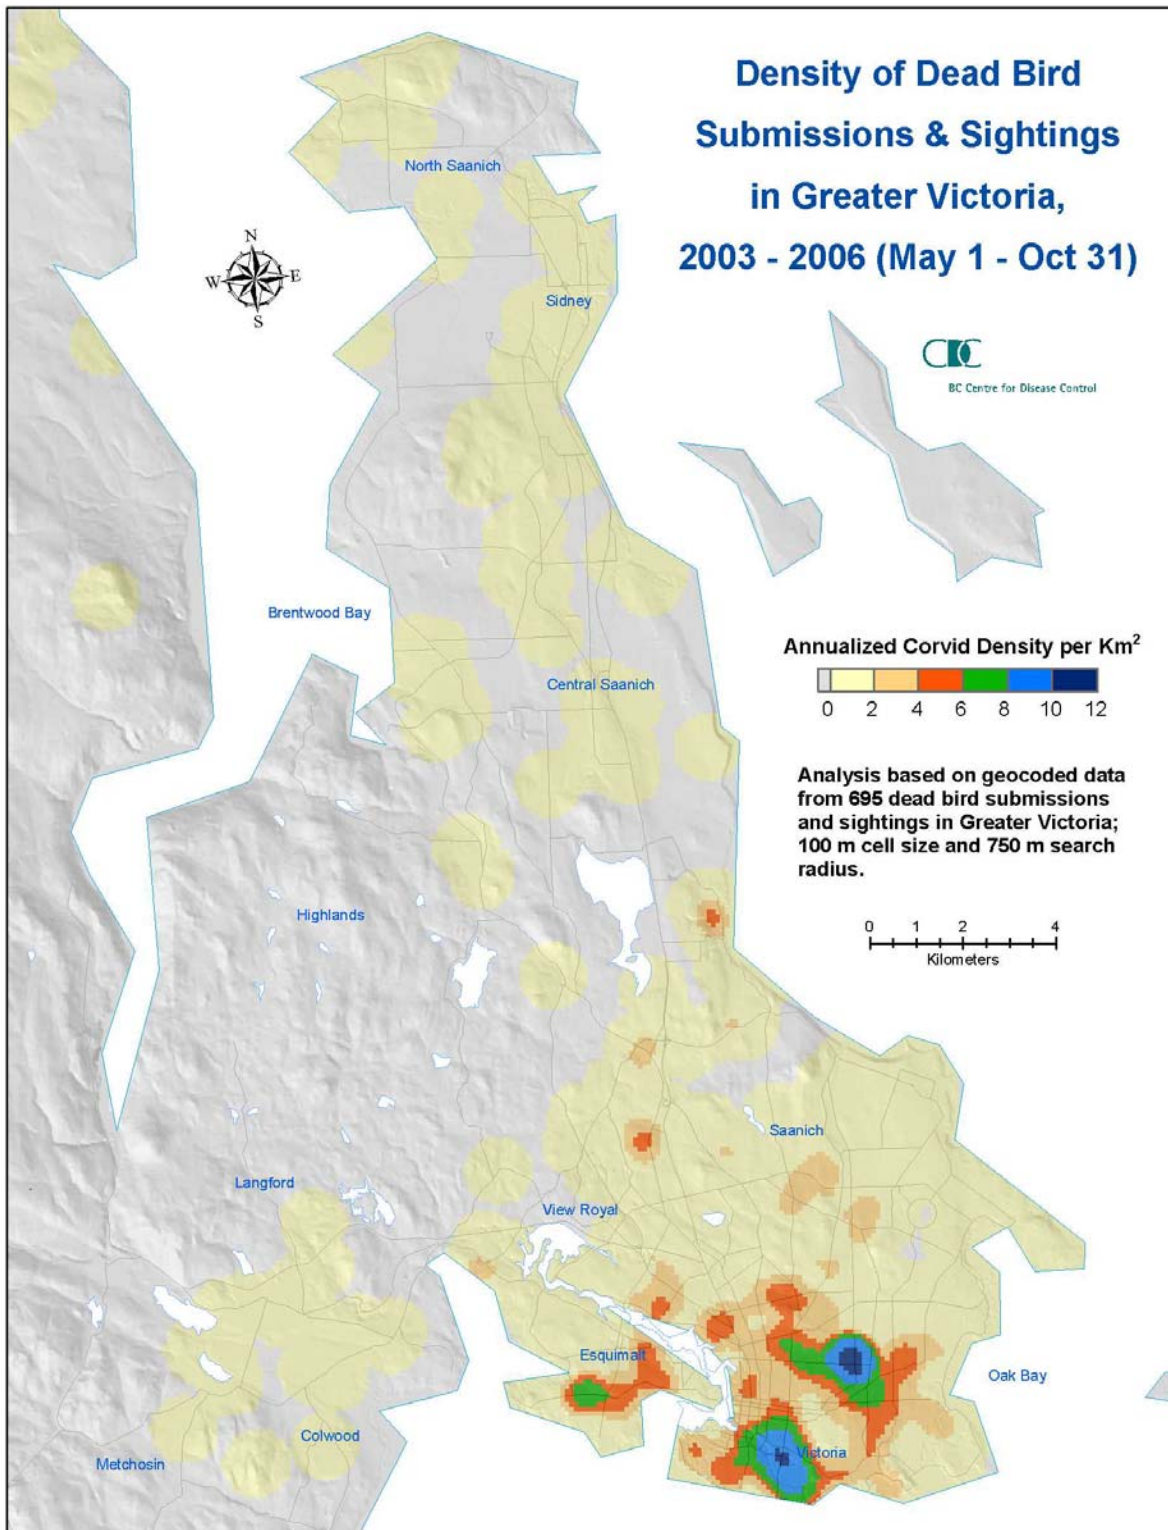 Density of Dead Bird
Submissions & Sightings
in Greater Victoria,
2003 - 2006 (May 1 - Oct 31)
North Saanich
N
W E
S
Sidney
CDC
BC Centre for Disease Control
Brentwood Bay
Annualized Corvid Density per Km²
0 2 4 6 8 10 12
Central Saanich
Analysis based on geocoded data
from 695 dead bird submissions
and sightings in Greater Victoria;
100 m cell size and 750 m search
radius.
Highlands
0 1 2 4
Kilometers
Saanich
Langford
View Royal
Esquimalt
Oak Bay
Colwood
Victoria
Metchosin